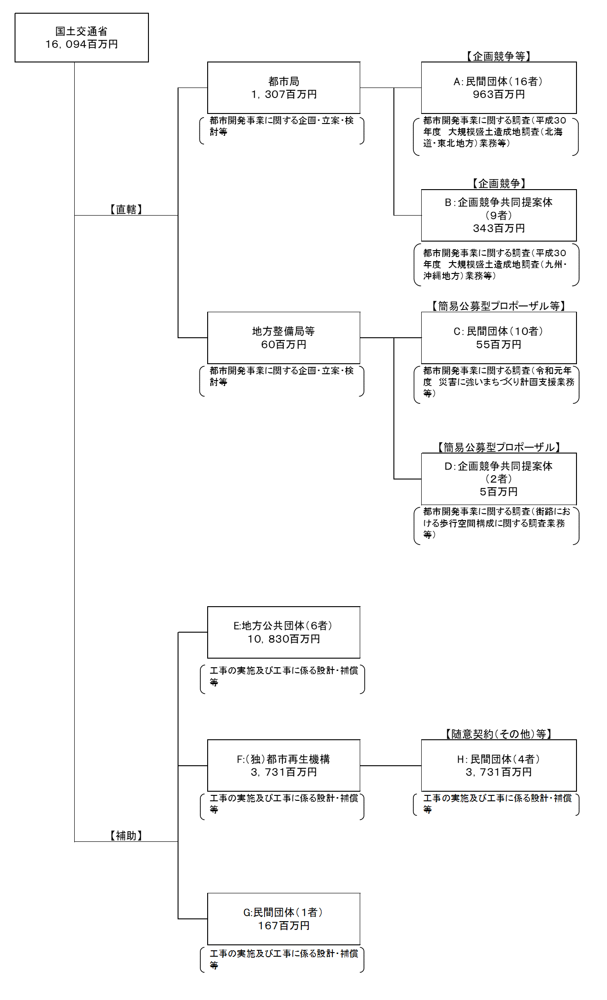 国土交通省
１６，０９４百万円
【企画競争等】
都市局
１，３０７百万円
A：民間団体（１６者）
９６３百万円
都市開発事業に関する企画・立案・検
討等
都市開発事業に関する調査（平成３０
年度　大規模盛土造成地調査（北海
道・東北地方）業務等）
【企画競争】
B：企画競争共同提案体
（９者）
３４３百万円
【直轄】
都市開発事業に関する調査（平成３０
年度　大規模盛土造成地調査（九州・
沖縄地方）業務等）
【簡易公募型プロポーザル等】
地方整備局等
６０百万円
C：民間団体（１０者）
５５百万円
都市開発事業に関する企画・立案・検
討等
都市開発事業に関する調査（令和元年
度　災害に強いまちづくり計画支援業務
等）
【簡易公募型プロポーザル】
D：企画競争共同提案体
（２者）
５百万円
都市開発事業に関する調査（街路にお
ける歩行空間構成に関する調査業務
等）
E:地方公共団体（６者）
１０，８３０百万円
工事の実施及び工事に係る設計・補償
等
【随意契約（その他）等】
F:（独）都市再生機構
３，７３１百万円
H：民間団体（４者）
３，７３１百万円
工事の実施及び工事に係る設計・補償
等
工事の実施及び工事に係る設計・補償
等
【補助】
G:民間団体（１者）
１６７百万円
工事の実施及び工事に係る設計・補償
等